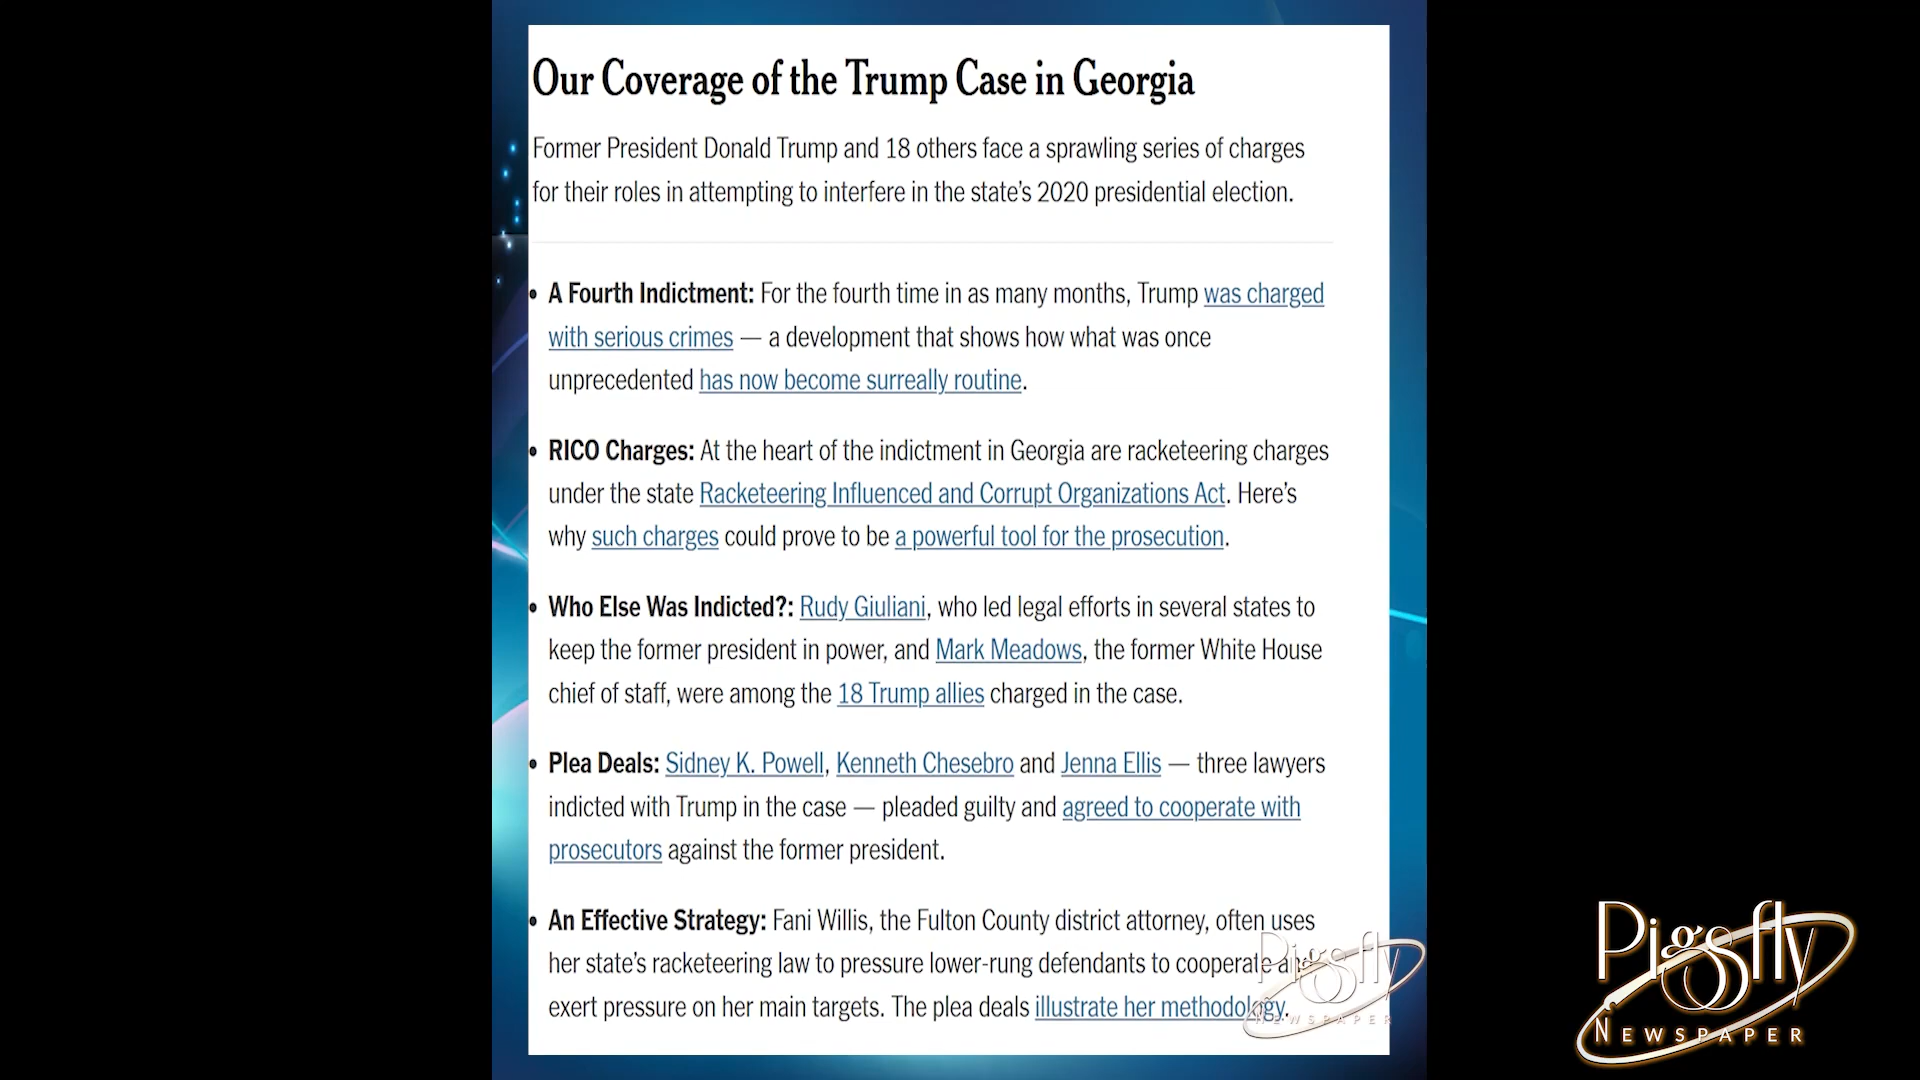 Our Coverage of the Trump Case in Georgia
Former President Donald Trump and 18 others face a sprawling series of charges
for their roles in attempting to interfere in the state's 2020 presidential election.
• A Fourth Indictment: For the fourth time in as many months, Trump was charged
with serious crimes — a development that shows how what was once
unprecedented has now become surreally routine.
• RICO Charges: At the heart of the indictment in Georgia are racketeering charges
under the state Racketeering Influenced and Corrupt Organizations Act. Here's
why such charges could prove to be a powerful tool for the prosecution.
• Who Else Was Indicted?: Rudy Giuliani, who led legal efforts in several states to
keep the former president in power, and Mark Meadows, the former White House
chief of staff, were among the 18 Trump allies charged in the case.
• Plea Deals: Sidney K. Powell, Kenneth Chesebro and Jenna Ellis — three lawyers
indicted with Trump in the case — pleaded guilty and agreed to cooperate with
prosecutors against the former president.
• An Effective Strategy: Fani Willis, the Fulton County district attorney, often uses
her state's racketeering law to pressure lower-rung defendants to cooperate and
exert pressure on her main targets. The plea deals illustrate her methodology.
Pigsfly
NEWSPAPER
Pigsfly
NEWSPAPER